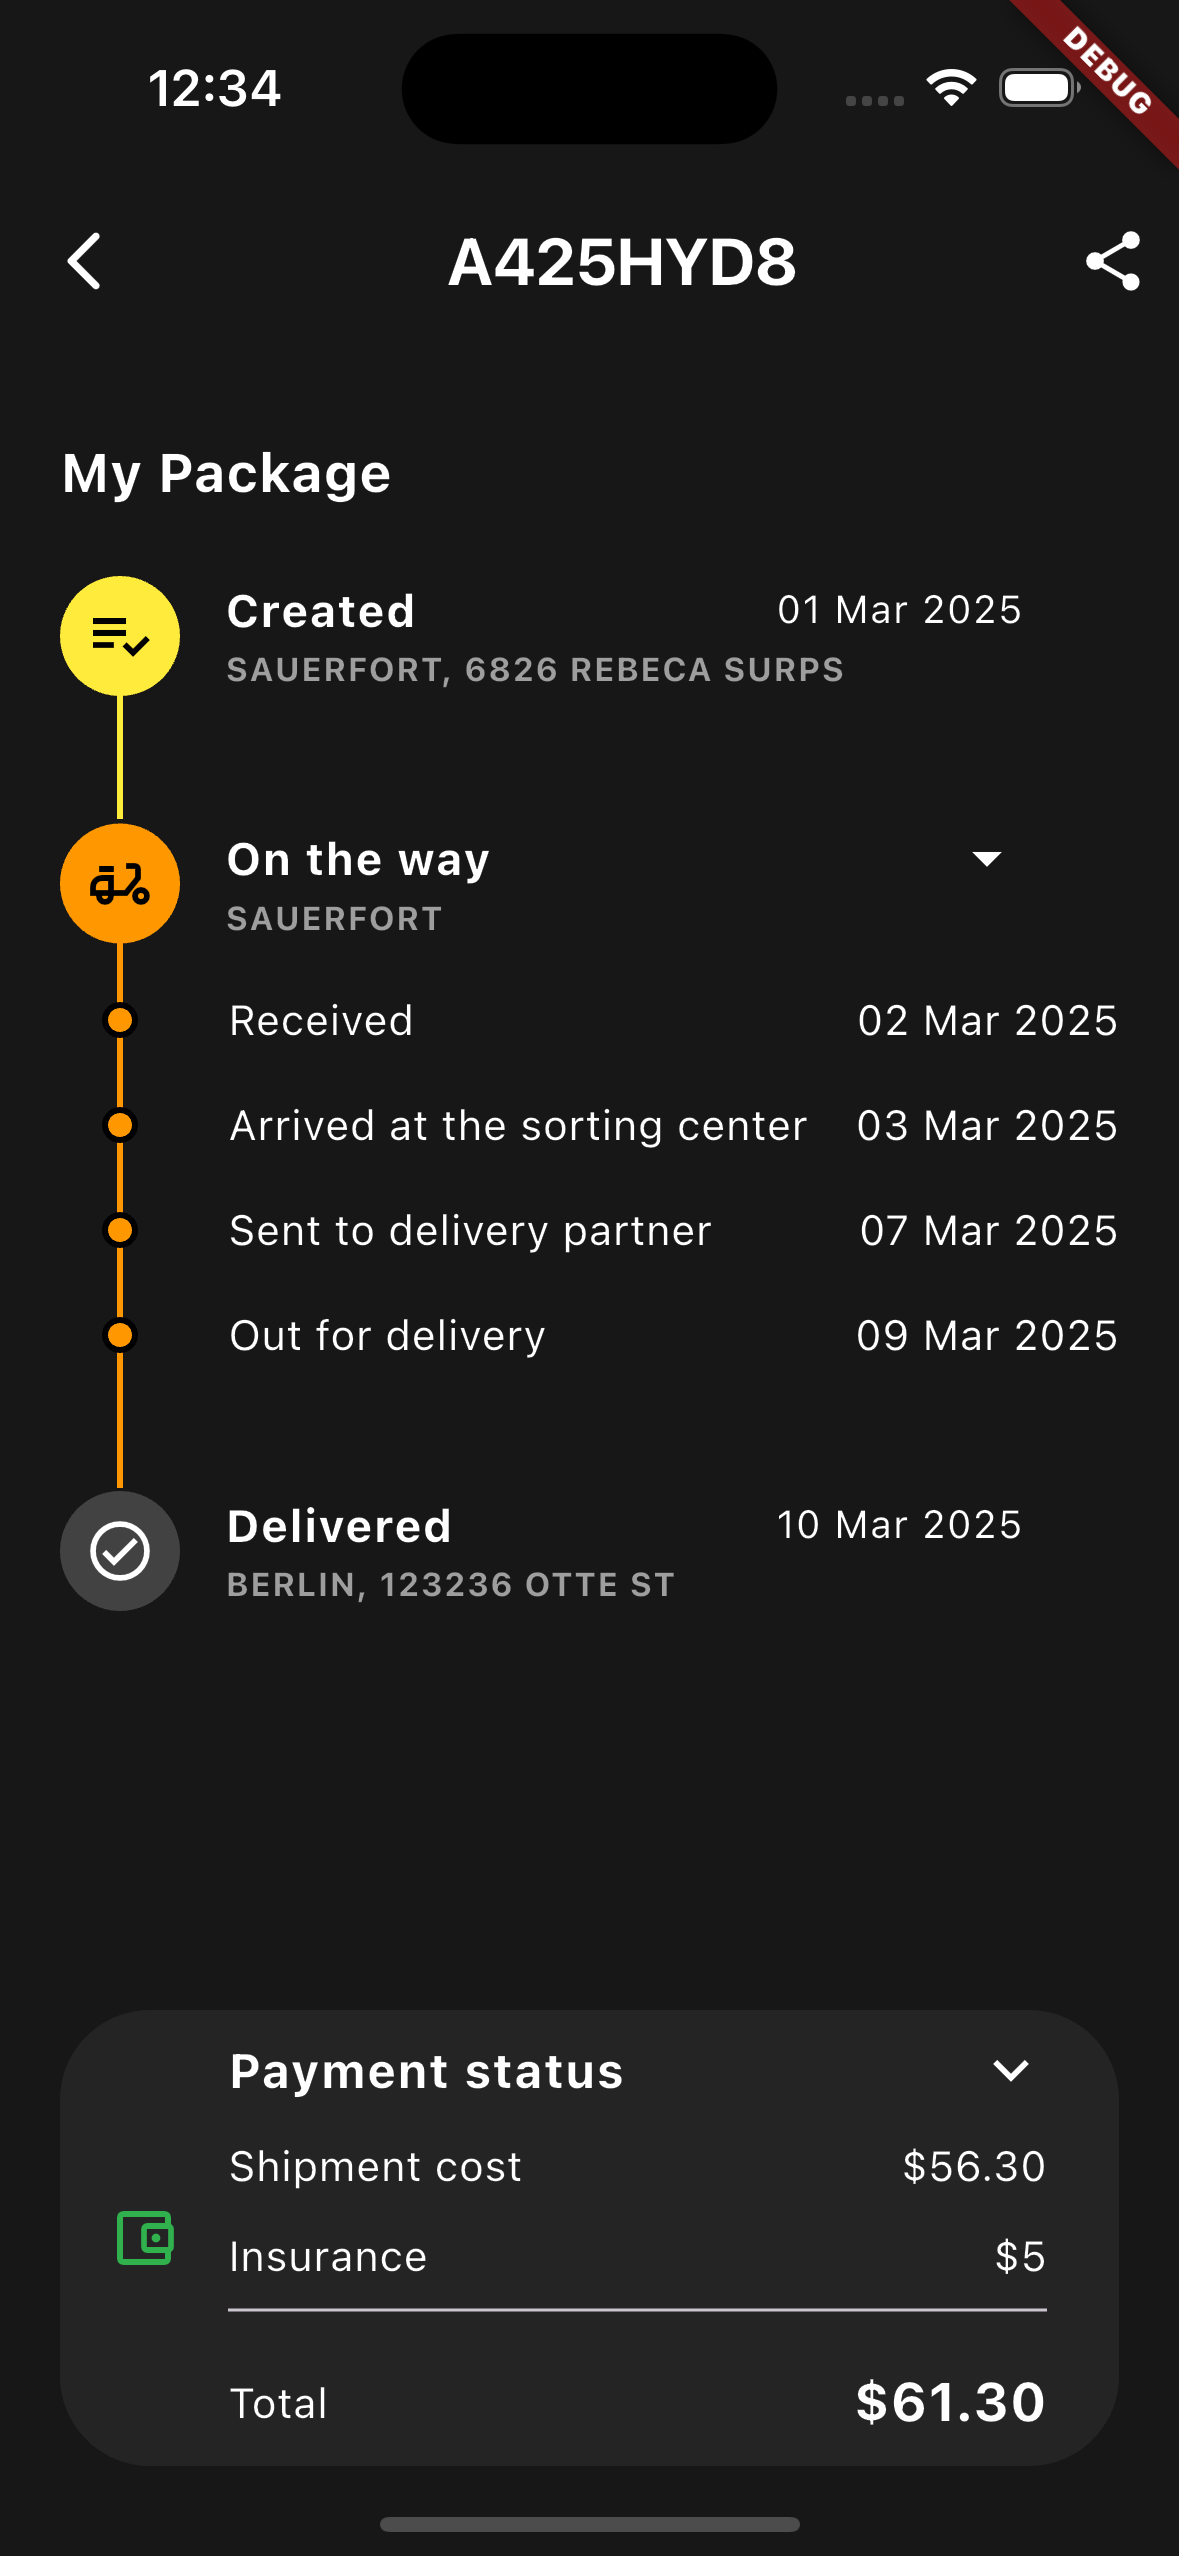 12:34
DEBUG
A425HYD8
My Package
Created 01 Mar 2025
SAUERFORT, 6826 REBECA SURPS
On the way
SAUERFORT
Received 02 Mar 2025
Arrived at the sorting center 03 Mar 2025
Sent to delivery partner 07 Mar 2025
Out for delivery 09 Mar 2025
Delivered 10 Mar 2025
BERLIN, 123236 OTTE ST
Payment status
Shipment cost $56.30
Insurance $5
Total $61.30